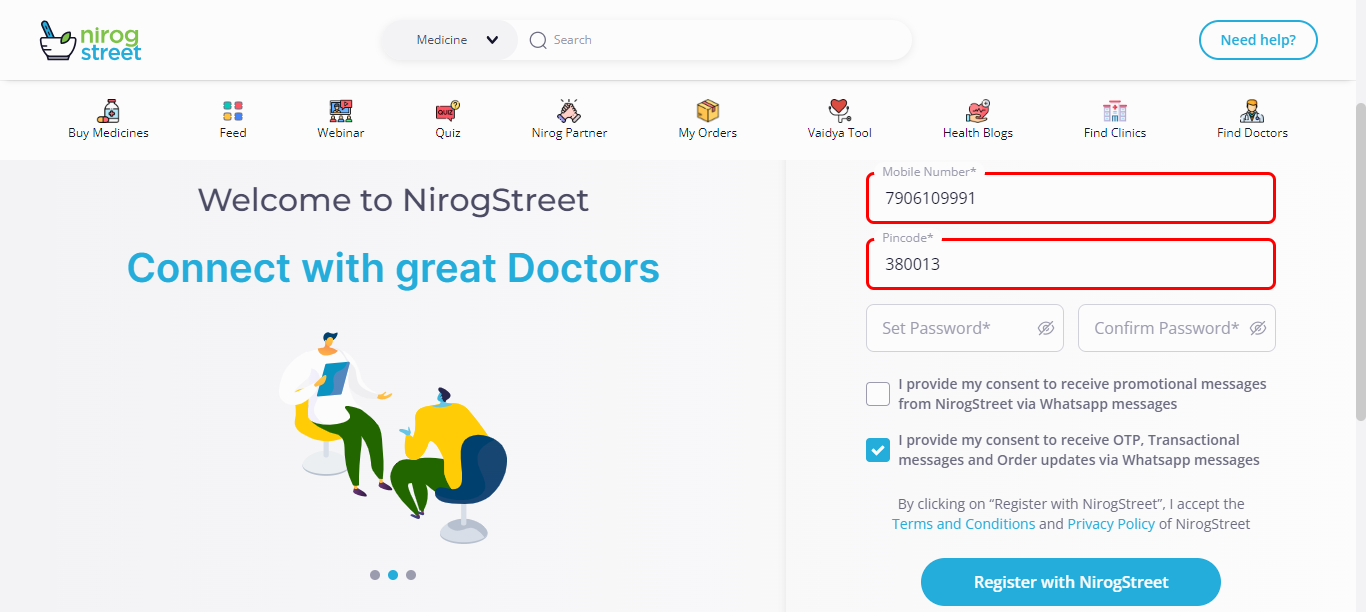 nirog
street
Medicine
Search
Need help?
Buy Medicines
Feed
Webinar
QUIZ
?
Quiz
Nirog Partner
My Orders
Vaidya Tool
Health Blogs
Find Clinics
Find Doctors
Welcome to NirogStreet
Connect with great Doctors
Mobile Number*
7906109991
Pincode*
380013
Set Password*
Confirm Password*
I provide my consent to receive promotional messages
from NirogStreet via Whatsapp messages
I provide my consent to receive OTP, Transactional
messages and Order updates via Whatsapp messages
By clicking on “Register with NirogStreet”, I accept the
Terms and Conditions and Privacy Policy of NirogStreet
Register with NirogStreet